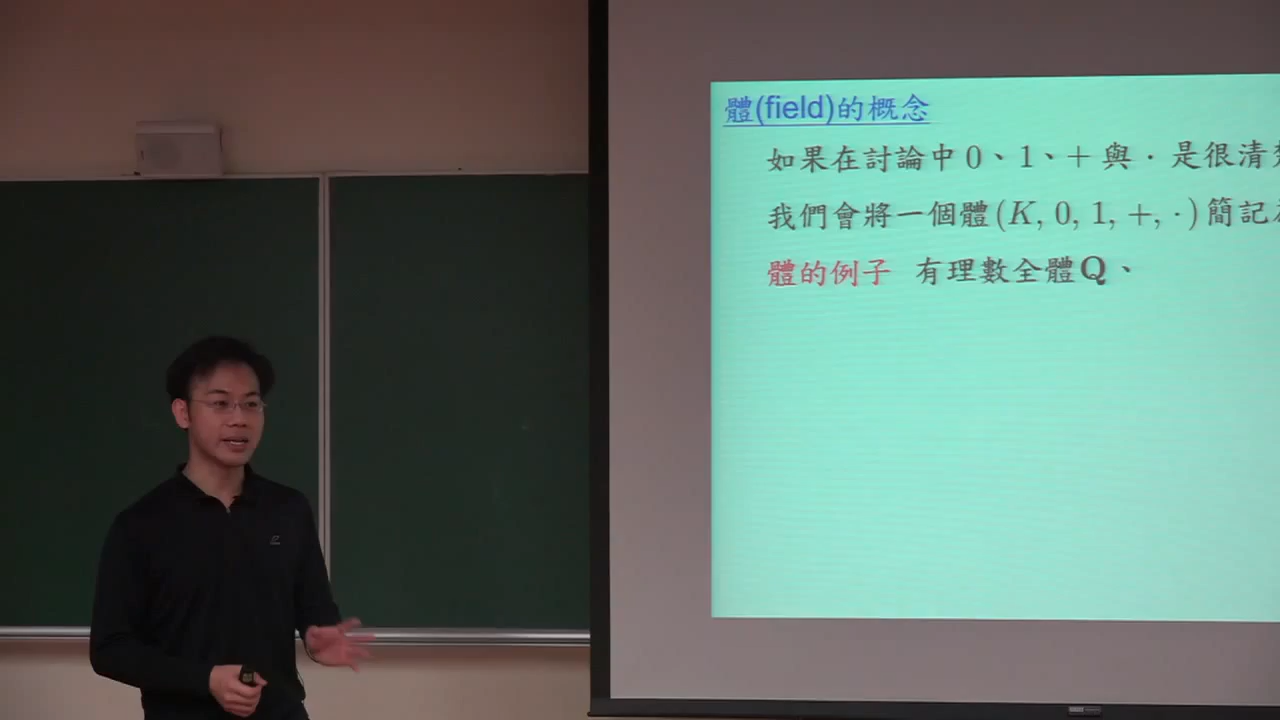 體(field)的概念
如果在討論中 0、1、+ 與 · 是很清
我們會將一個體(K, 0, 1, +, ·)簡記
體的例子 有理數全體Q、